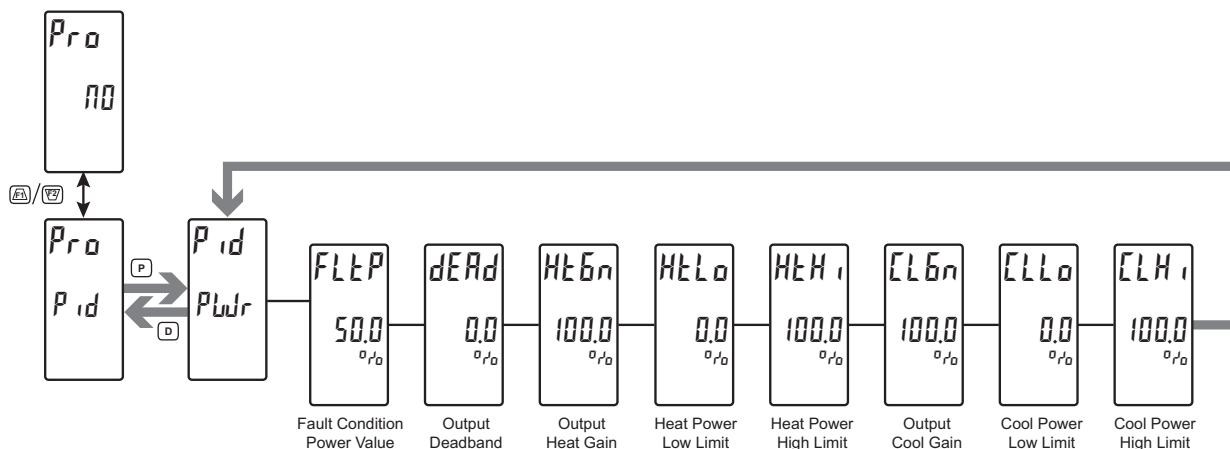 Pro
NO
F1/F2
Pro
Pid
P
D
Pid
PWr
FLtP
50.0
%
dEAd
0.0
%
HtGn
100.0
%
HtLo
0.0
%
HtHi
100.0
%
CLGn
100.0
%
CLLo
0.0
%
CLHi
100.0
%
Fault Condition
Power Value
Output
Deadband
Output
Heat Gain
Heat Power
Low Limit
Heat Power
High Limit
Output
Cool Gain
Cool Power
Low Limit
Cool Power
High Limit